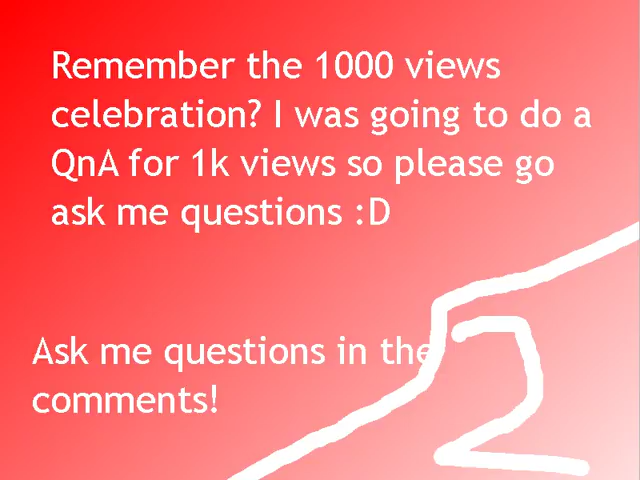 Remember the 1000 views
celebration? I was going to do a
QnA for 1k views so please go
ask me questions :D
Ask me questions in the
comments!
2